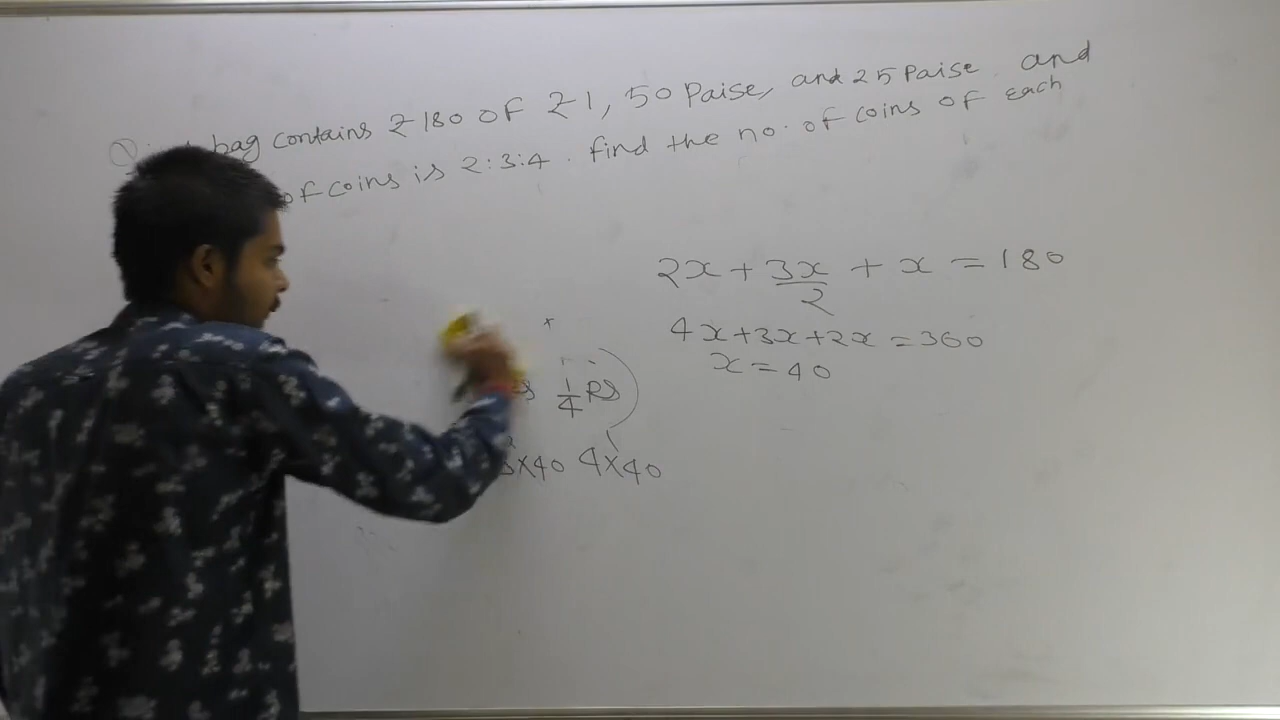 bag contains ₹180 OF ₹1, 50 Paise, and 25 Paise and
of coins is 2:3:4. find the no. of coins of each
2x + 3x/2 + x = 180
4x+3x+2x = 360
x = 40
1/4 RS
3X40 4X40